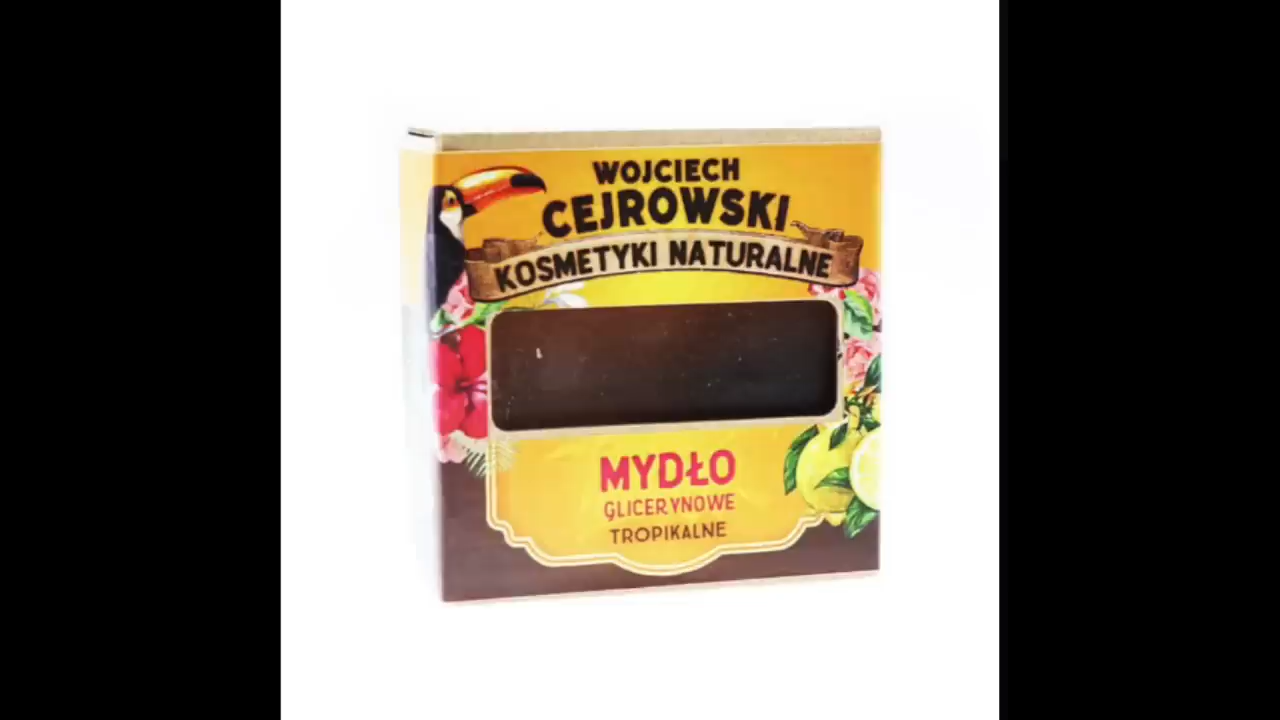 WOJCIECH
CEJROWSKI
KOSMETYKI NATURALNE
MYDŁO
GLICERYNOWE
TROPIKALNE